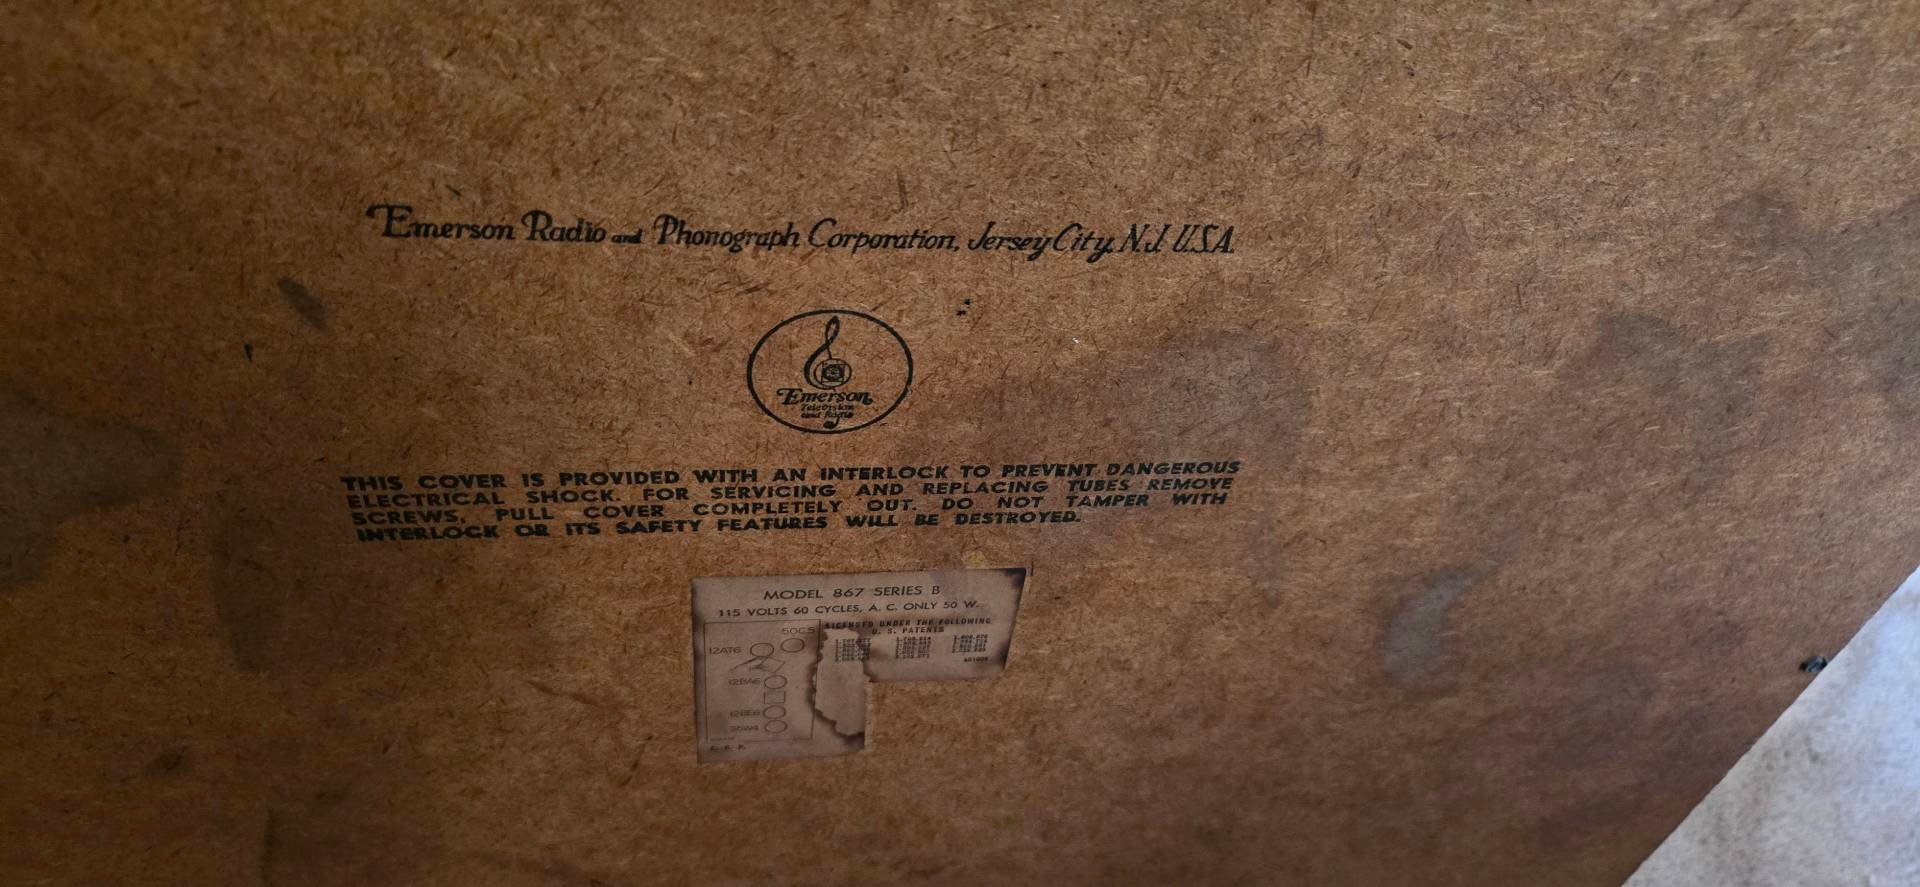 Emerson Radio and Phonograph Corporation, Jersey City, N.J. U.S.A.
Emerson
Television
and Radio
THIS COVER IS PROVIDED WITH AN INTERLOCK TO PREVENT DANGEROUS
ELECTRICAL SHOCK. FOR SERVICING AND REPLACING TUBES REMOVE
SCREWS, PULL COVER COMPLETELY OUT. DO NOT TAMPER WITH
INTERLOCK OR ITS SAFETY FEATURES WILL BE DESTROYED.
MODEL 867 SERIES B
115 VOLTS 60 CYCLES, A. C. ONLY 50 W.
LICENSED UNDER THE FOLLOWING
U. S. PATENTS
50C5
12AT6
12BA6
12BE6
35W4